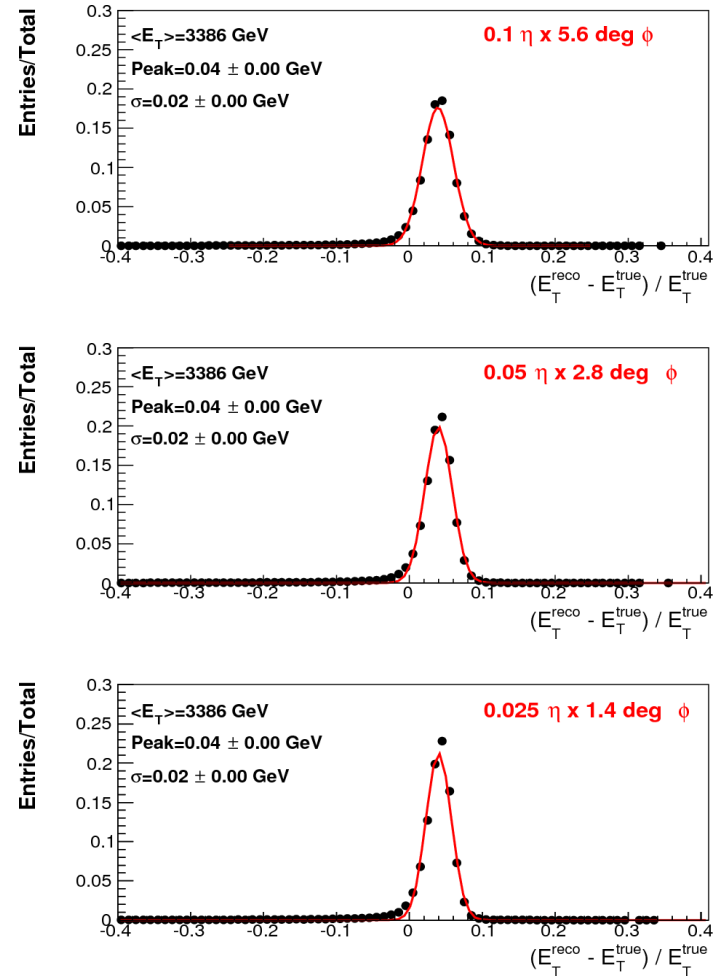 Entries/Total
0.3
0.25
0.2
0.15
0.1
0.05
0
<E_T>=3386 GeV
Peak=0.04 ± 0.00 GeV
σ=0.02 ± 0.00 GeV
0.1 η x 5.6 deg φ
-0.4 -0.3 -0.2 -0.1 0 0.1 0.2 0.3 0.4
(E_T^reco - E_T^true) / E_T^true
Entries/Total
0.3
0.25
0.2
0.15
0.1
0.05
0
<E_T>=3386 GeV
Peak=0.04 ± 0.00 GeV
σ=0.02 ± 0.00 GeV
0.05 η x 2.8 deg φ
-0.4 -0.3 -0.2 -0.1 0 0.1 0.2 0.3 0.4
(E_T^reco - E_T^true) / E_T^true
Entries/Total
0.3
0.25
0.2
0.15
0.1
0.05
0
<E_T>=3386 GeV
Peak=0.04 ± 0.00 GeV
σ=0.02 ± 0.00 GeV
0.025 η x 1.4 deg φ
-0.4 -0.3 -0.2 -0.1 0 0.1 0.2 0.3 0.4
(E_T^reco - E_T^true) / E_T^true